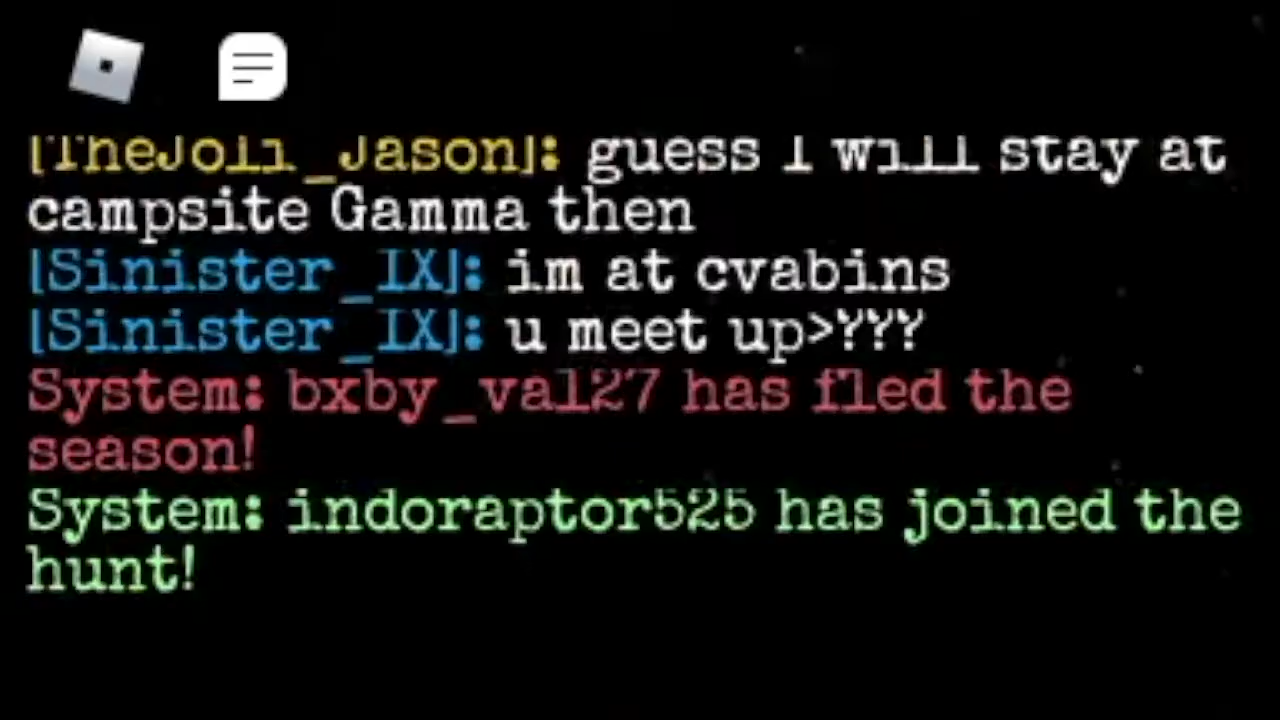 [TheJoli_Jason]: guess I will stay at
campsite Gamma then
[Sinister_IX]: im at cvabins
[Sinister_IX]: u meet up>???
System: bxby_val27 has fled the
season!
System: indoraptor525 has joined the
hunt!